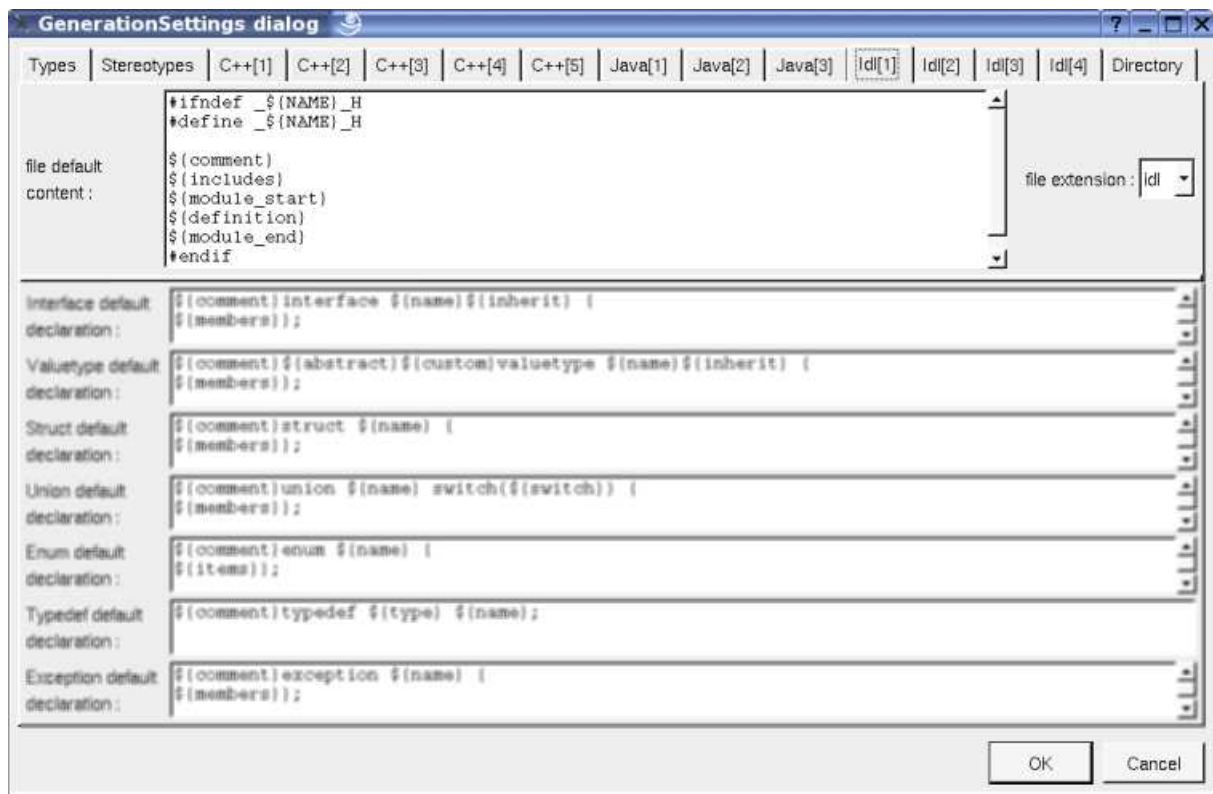 GenerationSettings dialog
Types Stereotypes C++[1] C++[2] C++[3] C++[4] C++[5] Java[1] Java[2] Java[3] Idl[1] Idl[2] Idl[3] Idl[4] Directory
#ifndef _${NAME}_H
#define _${NAME}_H
file default
content :
${comment}
${includes}
${module_start}
${definition}
${module_end}
#endif
file extension : idl
Interface default
declaration :
${comment}interface ${name}${inherit} {
${members}};
Valuetype default
declaration :
${comment}${abstract}${custom}valuetype ${name}${inherit} {
${members}};
Struct default
declaration :
${comment}struct ${name} {
${members}};
Union default
declaration :
${comment}union ${name} switch(${switch}) {
${members}};
Enum default
declaration :
${comment}enum ${name} {
${items}};
Typedef default
declaration :
${comment}typedef ${type} ${name};
Exception default
declaration :
${comment}exception ${name} {
${members}};
OK Cancel